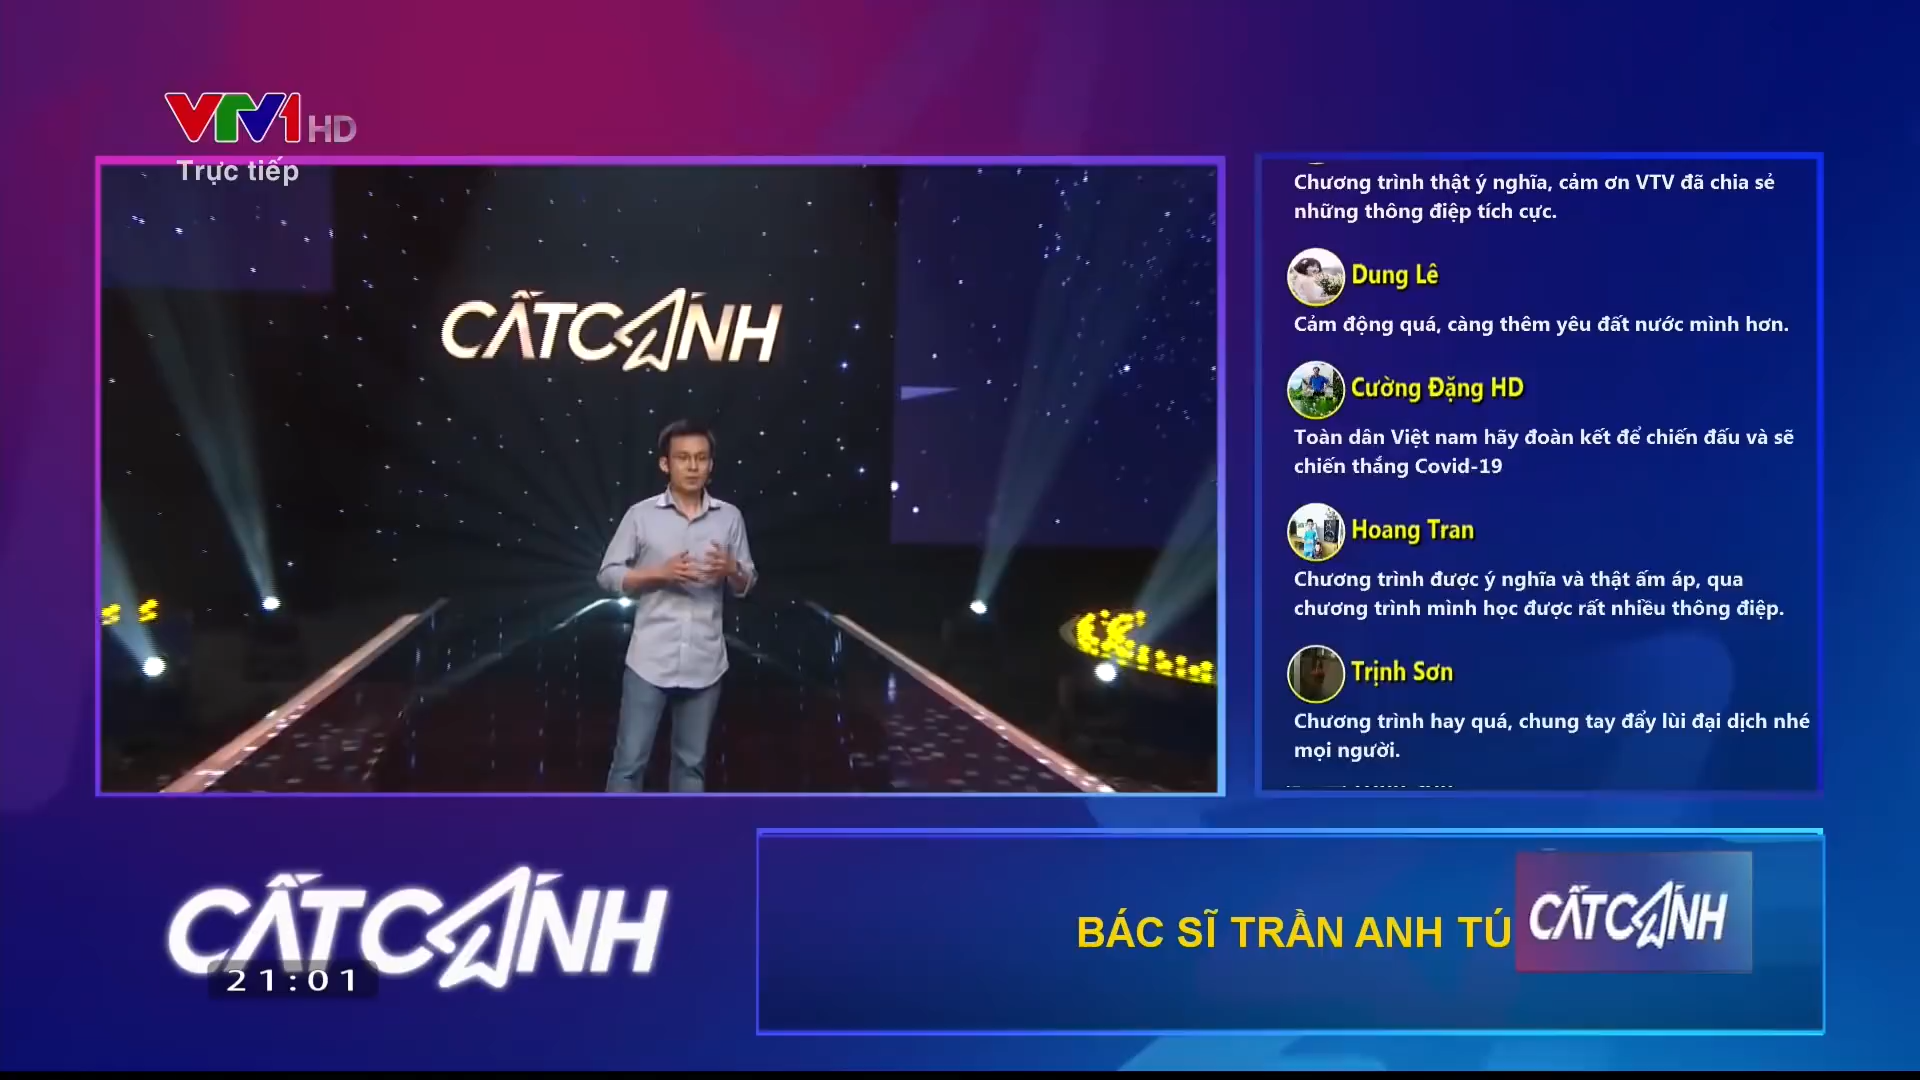 VTV1 HD
Trực tiếp
CẤT CÁNH
Chương trình thật ý nghĩa, cảm ơn VTV đã chia sẻ
những thông điệp tích cực.
Dung Lê
Cảm động quá, càng thêm yêu đất nước mình hơn.
Cường Đặng HD
Toàn dân Việt nam hãy đoàn kết để chiến đấu và sẽ
chiến thắng Covid-19
Hoang Tran
Chương trình được ý nghĩa và thật ấm áp, qua
chương trình mình học được rất nhiều thông điệp.
Trịnh Sơn
Chương trình hay quá, chung tay đẩy lùi đại dịch nhé
mọi người.
CẤT CÁNH
21:01
BÁC SĨ TRẦN ANH TÚ
CẤT CÁNH